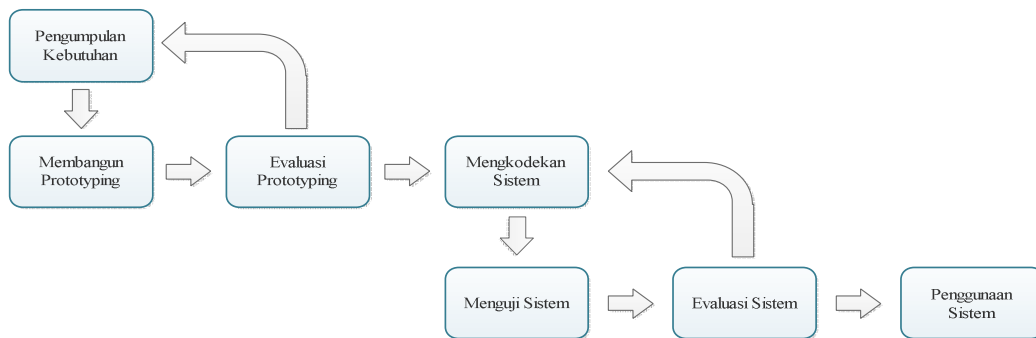 Pengumpulan
Kebutuhan
Membangun
Prototyping
Evaluasi
Prototyping
Mengkodekan
Sistem
Menguji Sistem
Evaluasi Sistem
Penggunaan
Sistem